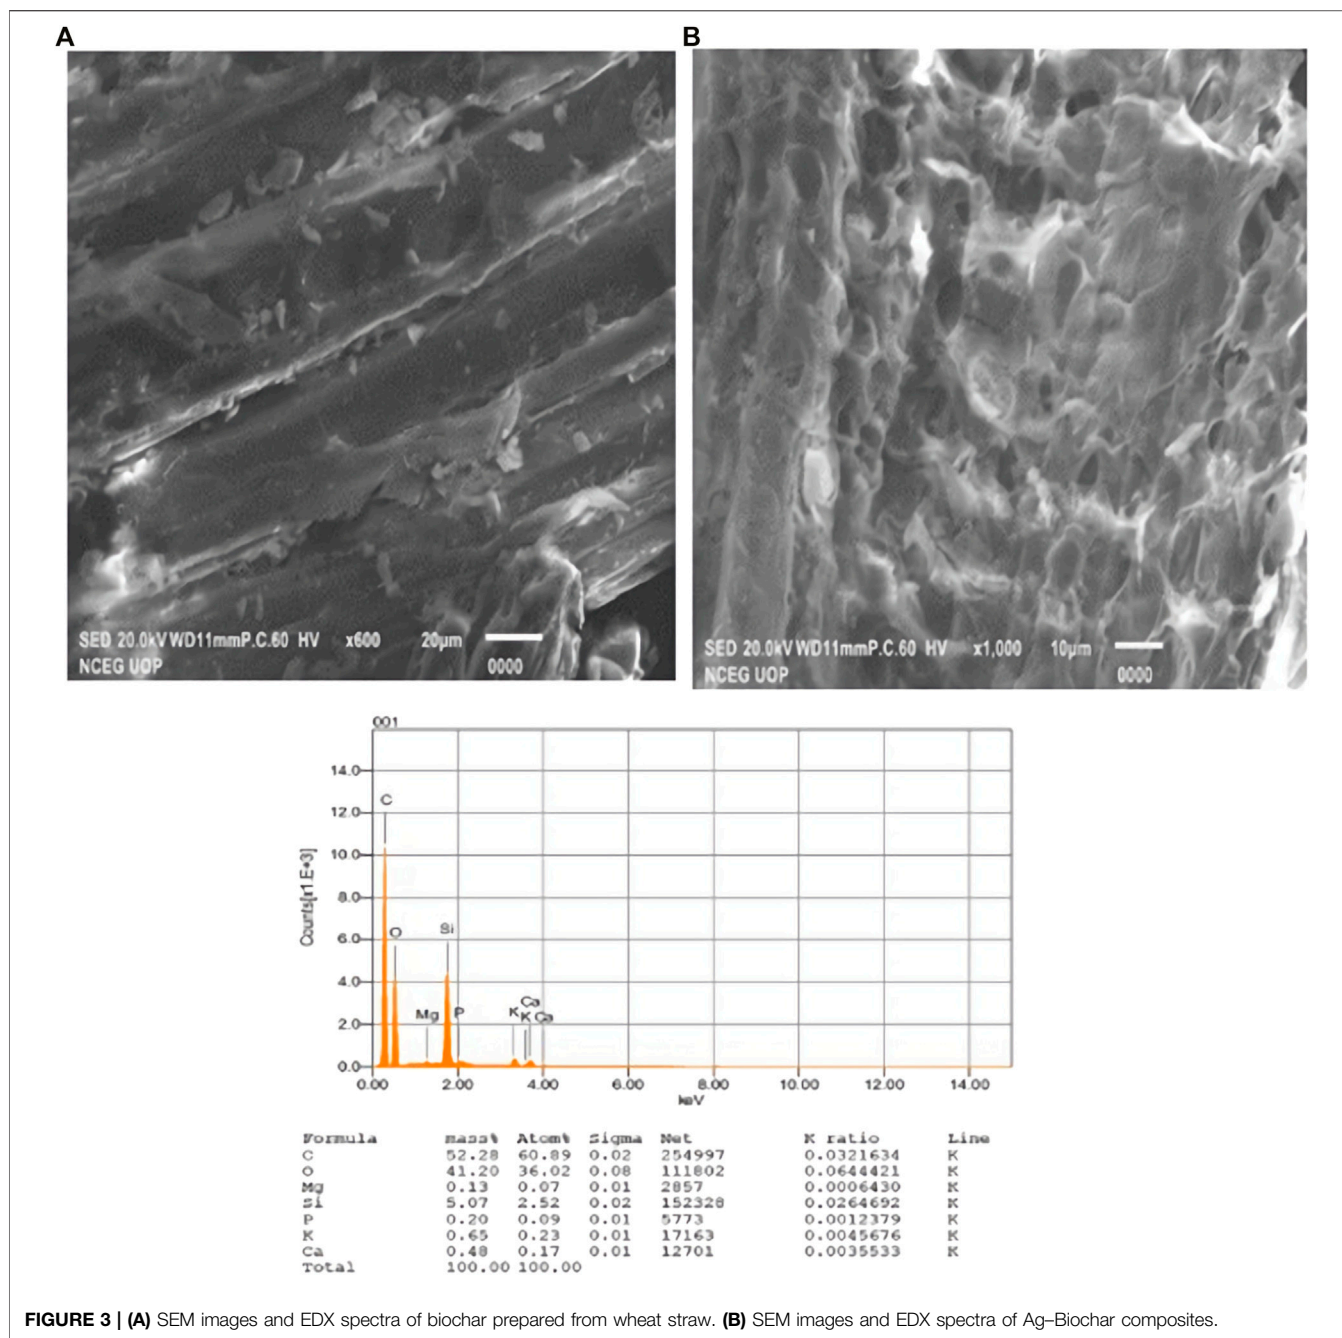 A
B
SED 20.0kV WD11mmP.C.60 HV x600 20μm
NCEG UOP 0000
SED 20.0kV WD11mmP.C.60 HV x1,000 10μm
NCEG UOP 0000
001
Counts[x1.E+3]
14.0
12.0
10.0
8.0
6.0
4.0
2.0
0.0
C
O
Mg
Si
P
K
K
Ca
Ca
0.00 2.00 4.00 6.00 8.00 10.00 12.00 14.00
keV
Formula mass% Atom% Sigma Net K ratio Line
C 52.28 60.89 0.02 254997 0.0321634 K
O 41.20 36.02 0.08 111802 0.0644421 K
Mg 0.13 0.07 0.01 2857 0.0006430 K
Si 5.07 2.52 0.02 152328 0.0264692 K
P 0.20 0.09 0.01 5773 0.0012379 K
K 0.65 0.23 0.01 17163 0.0045676 K
Ca 0.48 0.17 0.01 12701 0.0035533 K
Total 100.00 100.00
FIGURE 3 | (A) SEM images and EDX spectra of biochar prepared from wheat straw. (B) SEM images and EDX spectra of Ag–Biochar composites.